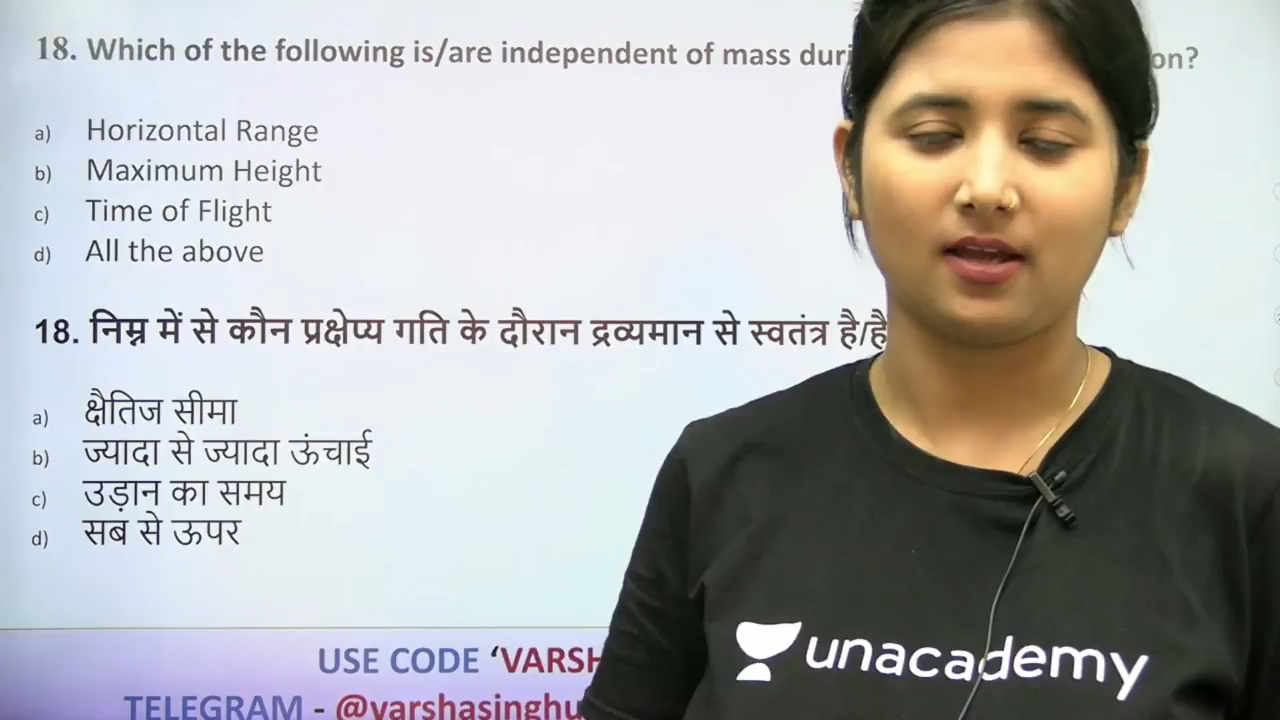 18. Which of the following is/are independent of mass duri on?
a) Horizontal Range
b) Maximum Height
c) Time of Flight
d) All the above
18. निम्न में से कौन प्रक्षेप्य गति के दौरान द्रव्यमान से स्वतंत्र है/हैं
a) क्षैतिज सीमा
b) ज्यादा से ज्यादा ऊंचाई
c) उड़ान का समय
d) सब से ऊपर
USE CODE ‘VARSH
TELEGRAM - @varshasinghu
unacademy